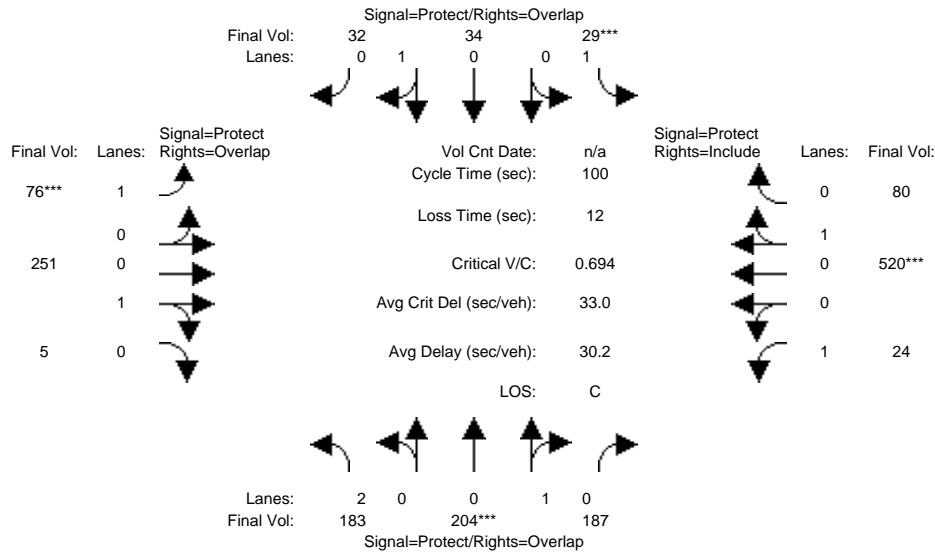 Signal=Protect/Rights=Overlap
Final Vol: 32 34 29***
Lanes: 0 1 0 0 1
Signal=Protect Signal=Protect
Final Vol: Lanes: Rights=Overlap Vol Cnt Date: n/a Rights=Include Lanes: Final Vol:
Cycle Time (sec): 100
76*** 1 0 80
Loss Time (sec): 12
0 1
251 0 Critical V/C: 0.694 0 520***
1 Avg Crit Del (sec/veh): 33.0 0
5 0 Avg Delay (sec/veh): 30.2 1 24
LOS: C
Lanes: 2 0 0 1 0
Final Vol: 183 204*** 187
Signal=Protect/Rights=Overlap